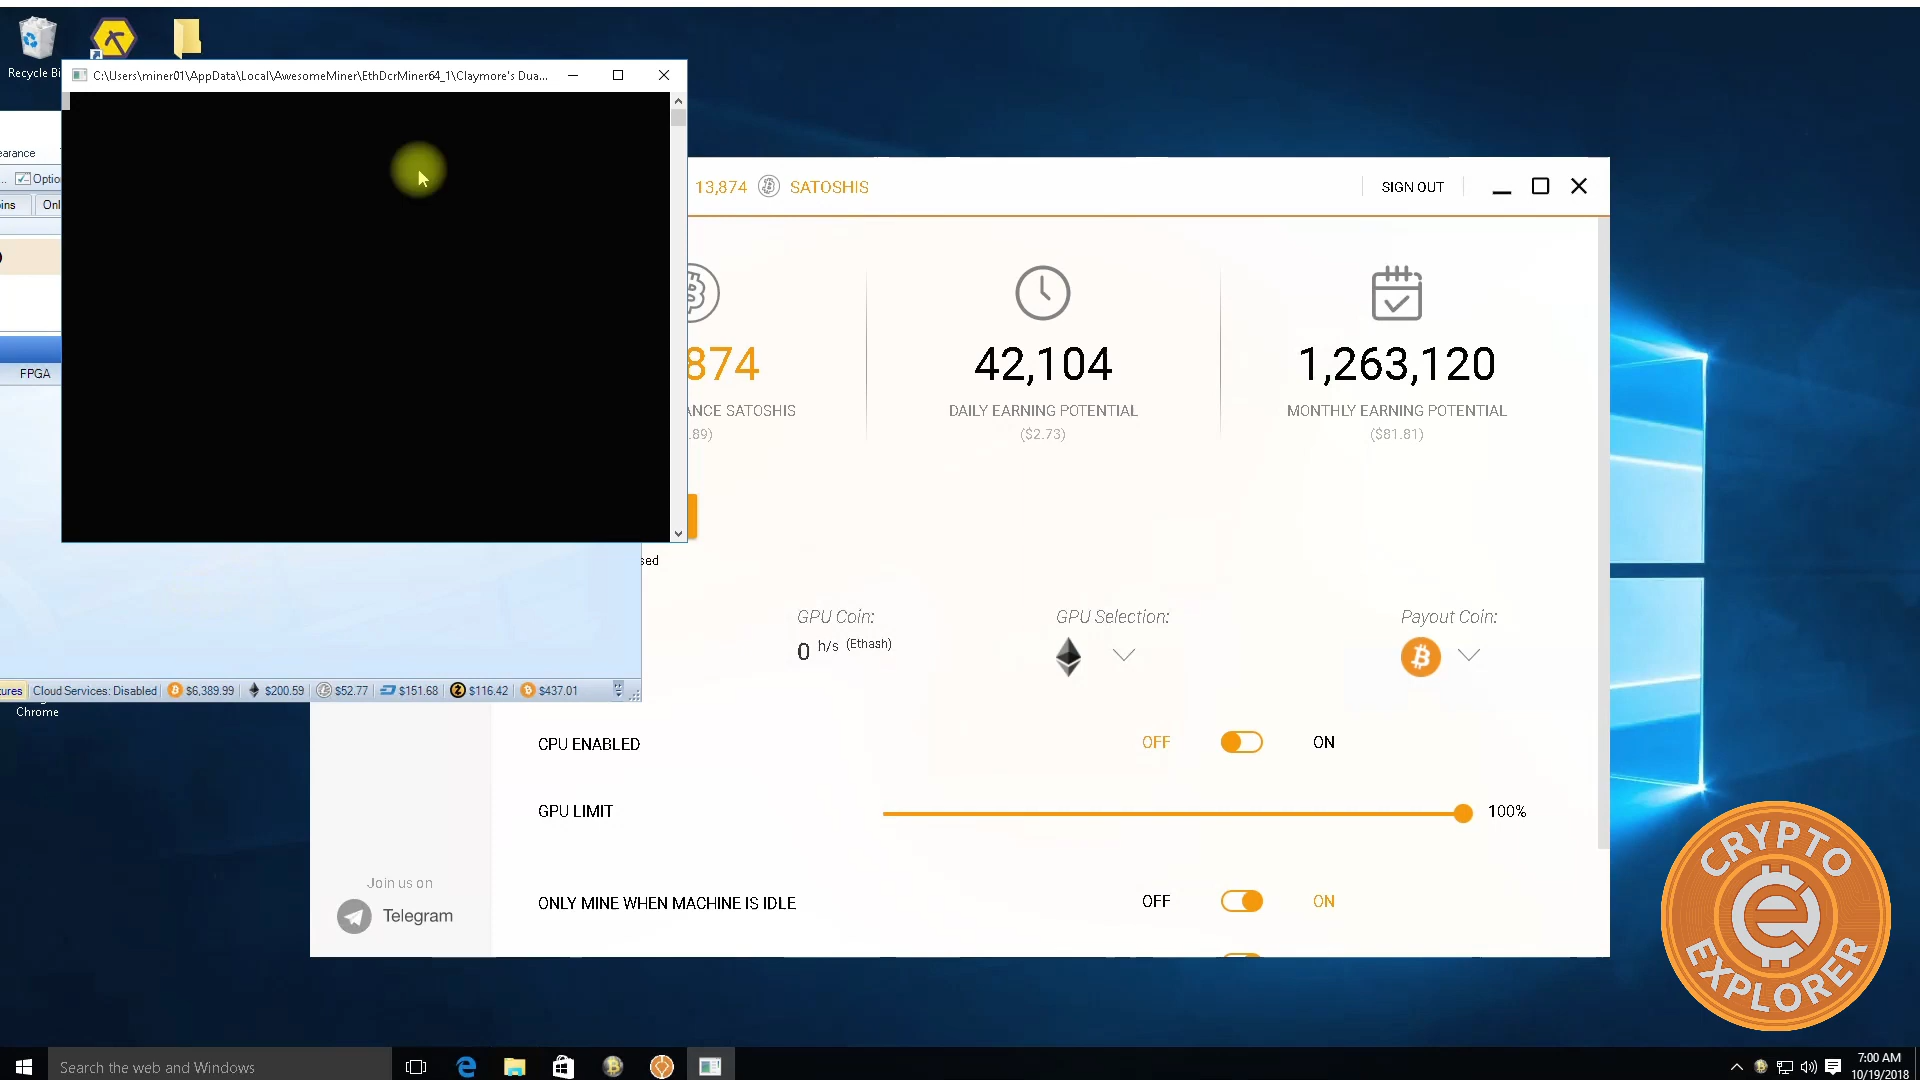 Recycle Bi
C:\Users\miner01\AppData\Local\AwesomeMiner\EthDcrMiner64_1\Claymore's Dua...
earance
Optio
ins
Onl
FPGA
13,874 SATOSHIS
SIGN OUT
874
ANCE SATOSHIS
.89)
42,104
DAILY EARNING POTENTIAL
($2.73)
1,263,120
MONTHLY EARNING POTENTIAL
($81.81)
sed
GPU Coin:
0 h/s (Ethash)
GPU Selection:
Payout Coin:
tures
Cloud Services: Disabled
$6,389.99
$200.59
$52.77
$151.68
$116.42
$437.01
Chrome
CPU ENABLED
OFF
ON
GPU LIMIT
100%
ONLY MINE WHEN MACHINE IS IDLE
OFF
ON
Join us on
Telegram
CRYPTO
EXPLORER
Search the web and Windows
7:00 AM
10/19/2018